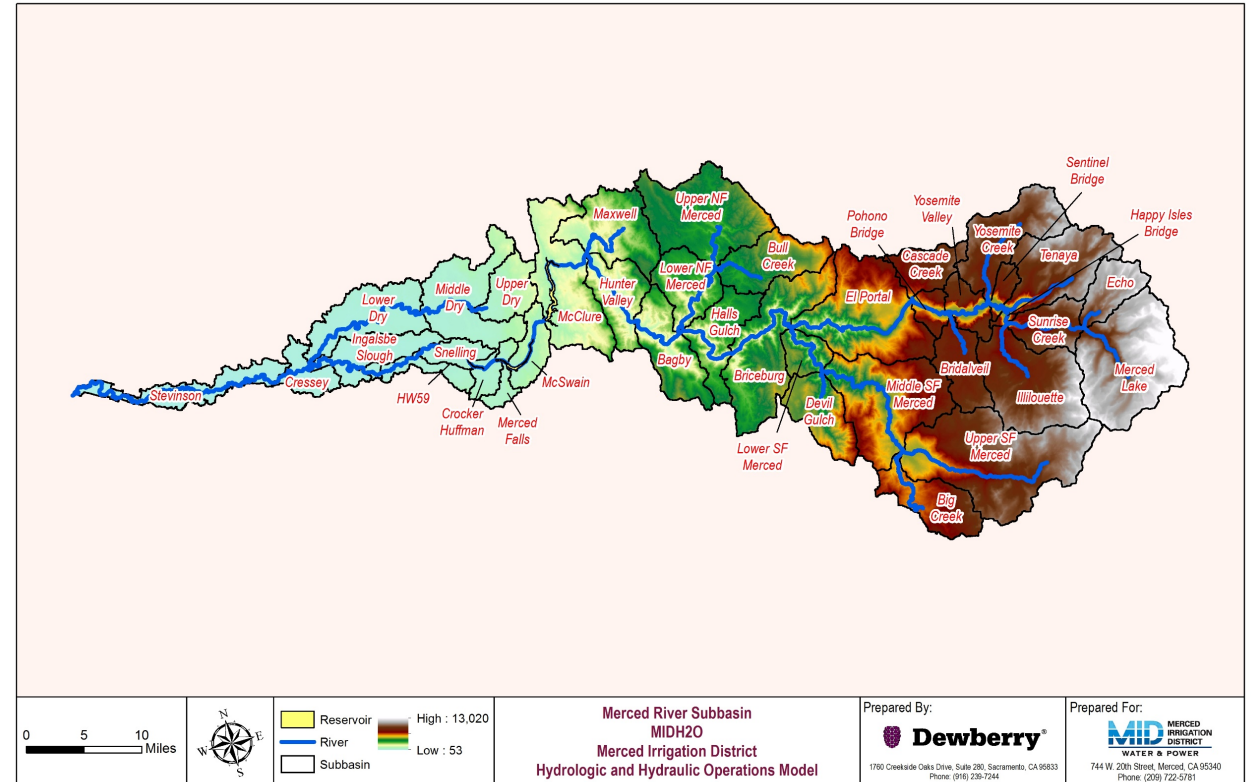 Sentinel
Bridge
Yosemite
Valley
Happy Isles
Bridge
Pohono
Bridge
Upper NF
Merced
Maxwell
Yosemite
Creek
Tenaya
Bull
Creek
Cascade
Creek
Echo
Lower NF
Merced
Hunter
Valley
Upper
Dry
Middle
Dry
Lower
Dry
El Portal
McClure
Halls
Gulch
Sunrise
Creek
Ingalsbe
Slough
Snelling
Bagby
Briceburg
Bridalveil
Merced
Lake
Cressey
McSwain
Stevinson
HW59
Middle SF
Merced
Illilouette
Devil
Gulch
Crocker
Huffman
Merced
Falls
Upper SF
Merced
Lower SF
Merced
Big
Creek
0 5 10
Miles
N
E
S
W
Reservoir
River
Subbasin
High : 13,020
Low : 53
Merced River Subbasin
MIDH2O
Merced Irrigation District
Hydrologic and Hydraulic Operations Model
Prepared By:
Dewberry®
1760 Creekside Oaks Drive, Suite 280, Sacramento, CA 95833
Phone: (916) 239-7244
Prepared For:
MID MERCED
IRRIGATION
DISTRICT
WATER & POWER
744 W. 20th Street, Merced, CA 95340
Phone: (209) 722-5781